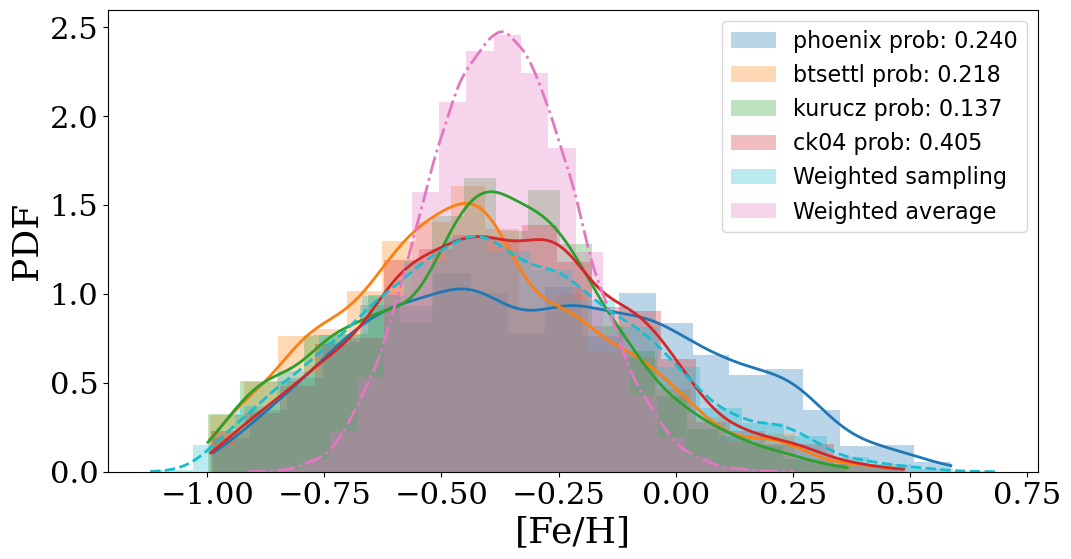 2.5
2.0
1.5
1.0
0.5
0.0
PDF
phoenix prob: 0.240
btsettl prob: 0.218
kurucz prob: 0.137
ck04 prob: 0.405
Weighted sampling
Weighted average
−1.00 −0.75 −0.50 −0.25 0.00 0.25 0.50 0.75
[Fe/H]